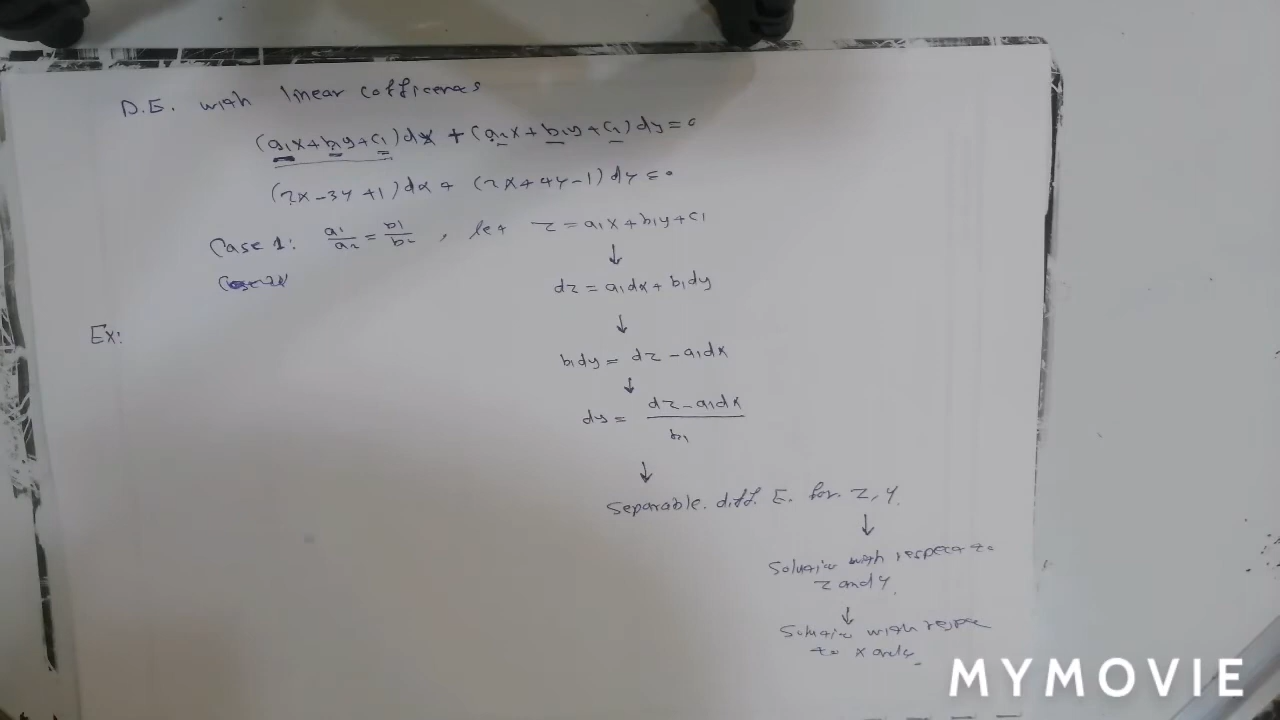 D.E. with linear cofficenas
(a₁x+b₁y+c₁)dx + (a₂x+b₂y+c₂)dy=0
(2x-3y+1)dx + (2x+4y-1)dy=0
Case 1: a₁/a₂ = b₁/b₂, let z=a₁x+b₁y+c₁
↓
dz = a₁dx + b₁dy
↓
Ex:
b₁dy = dz - a₁dx
↓
dy = (dz-a₁dx)/b₁
↓
Separable. diff. E. for. z, y.
↓
Solution with respect to
z and y.
↓
Solution with respe
to x and y
MYMOVIE